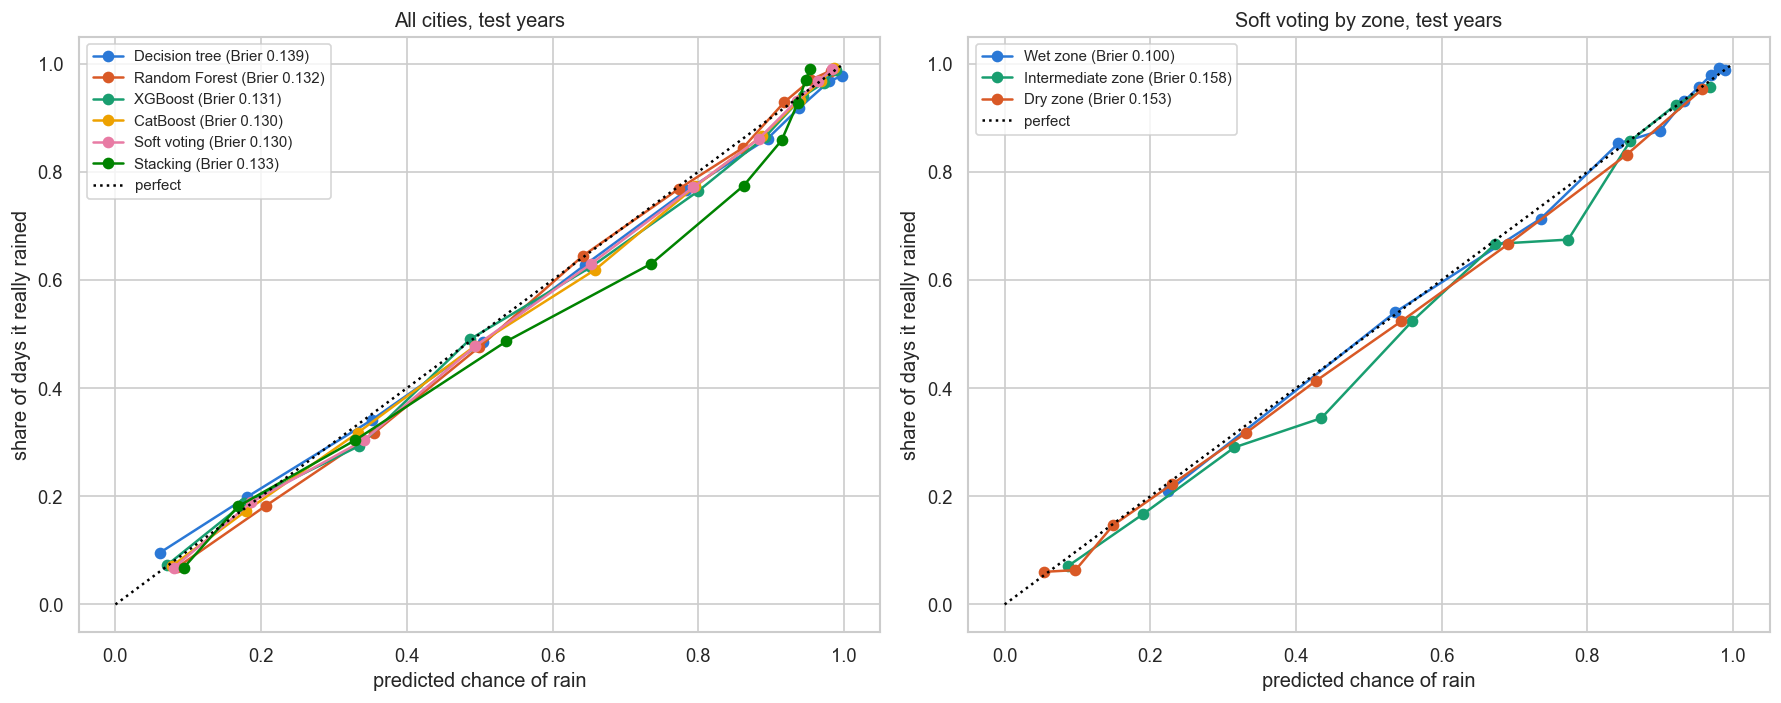 All cities, test years
Decision tree (Brier 0.139)
Random Forest (Brier 0.132)
XGBoost (Brier 0.131)
CatBoost (Brier 0.130)
Soft voting (Brier 0.130)
Stacking (Brier 0.133)
perfect
share of days it really rained
1.0
0.8
0.6
0.4
0.2
0.0
0.0 0.2 0.4 0.6 0.8 1.0
predicted chance of rain
Soft voting by zone, test years
Wet zone (Brier 0.100)
Intermediate zone (Brier 0.158)
Dry zone (Brier 0.153)
perfect
share of days it really rained
1.0
0.8
0.6
0.4
0.2
0.0
0.0 0.2 0.4 0.6 0.8 1.0
predicted chance of rain